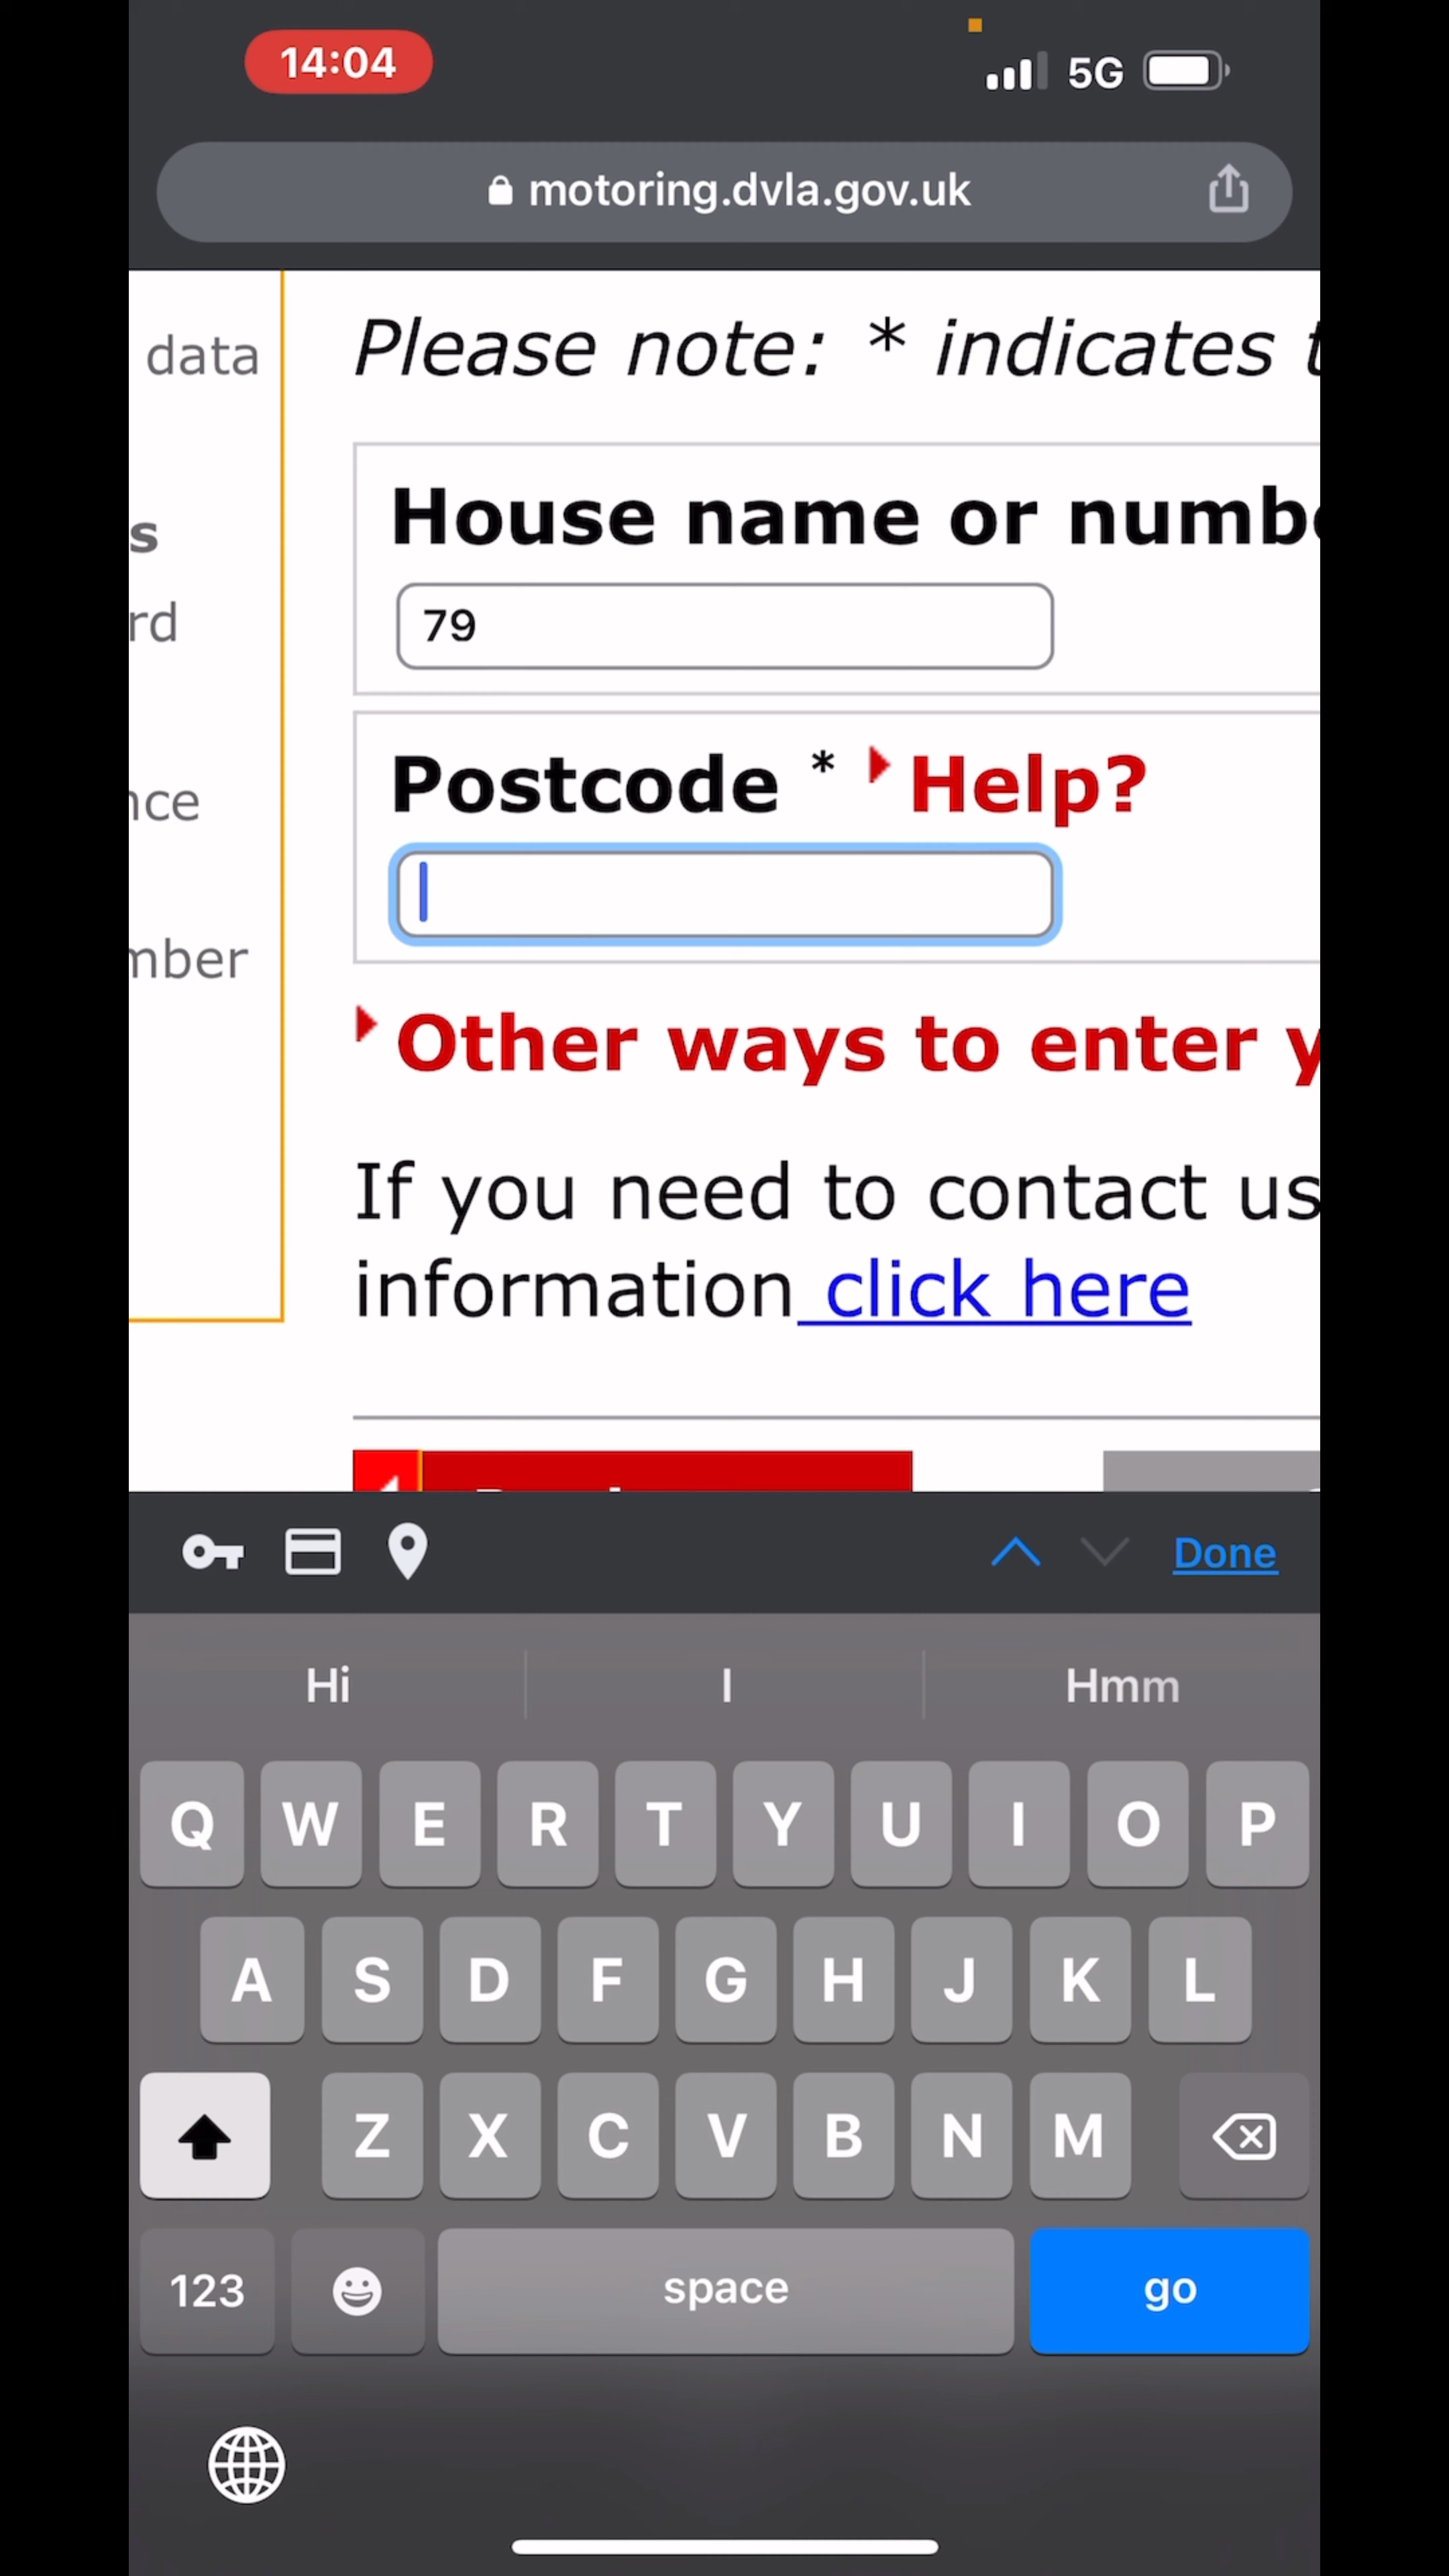 14:04
5G
motoring.dvla.gov.uk
data
Please note: * indicates t
s
House name or numb
rd
79
Postcode * Help?
nce
mber
Other ways to enter y
If you need to contact us
information click here
Done
Hi I Hmm
Q W E R T Y U I O P
A S D F G H J K L
Z X C V B N M
123 space go